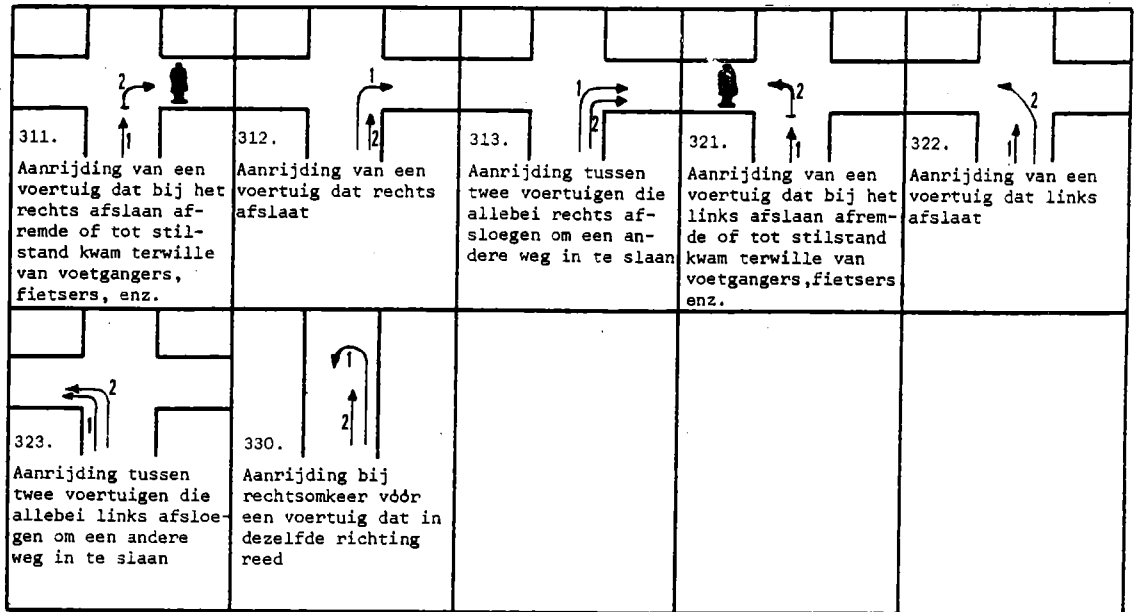 2
1
311.
Aanrijding van een
voertuig dat bij het
rechts afslaan af-
remde of tot stil-
stand kwam terwille
van voetgangers,
fietsers, enz.
1
2
312.
Aanrijding van een
voertuig dat rechts
afslaat
1
2
313.
Aanrijding tussen
twee voertuigen die
allebei rechts af-
sloegen om een an-
dere weg in te slaan
2
1
321.
Aanrijding van een
voertuig dat bij het
links afslaan afrem-
de of tot stilstand
kwam terwille van
voetgangers,fietsers
enz.
2
1
322.
Aanrijding van een
voertuig dat links
afslaat
2
1
323.
Aanrijding tussen
twee voertuigen die
allebei links afsloe-
gen om een andere
weg in te slaan
1
2
330.
Aanrijding bij
rechtsomkeer vóór
een voertuig dat in
dezelfde richting
reed